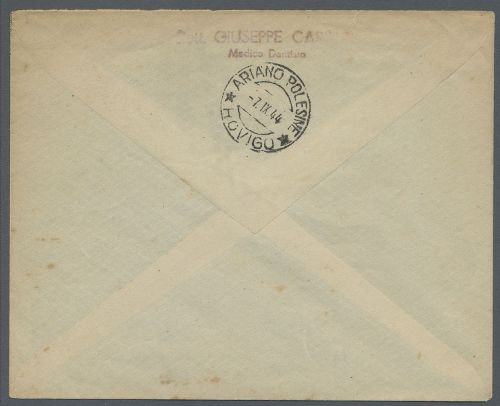 GIUSEPPE
Medico Dentista
ARIANO POLESINE
-7.IX.44
★ ROVIGO ★